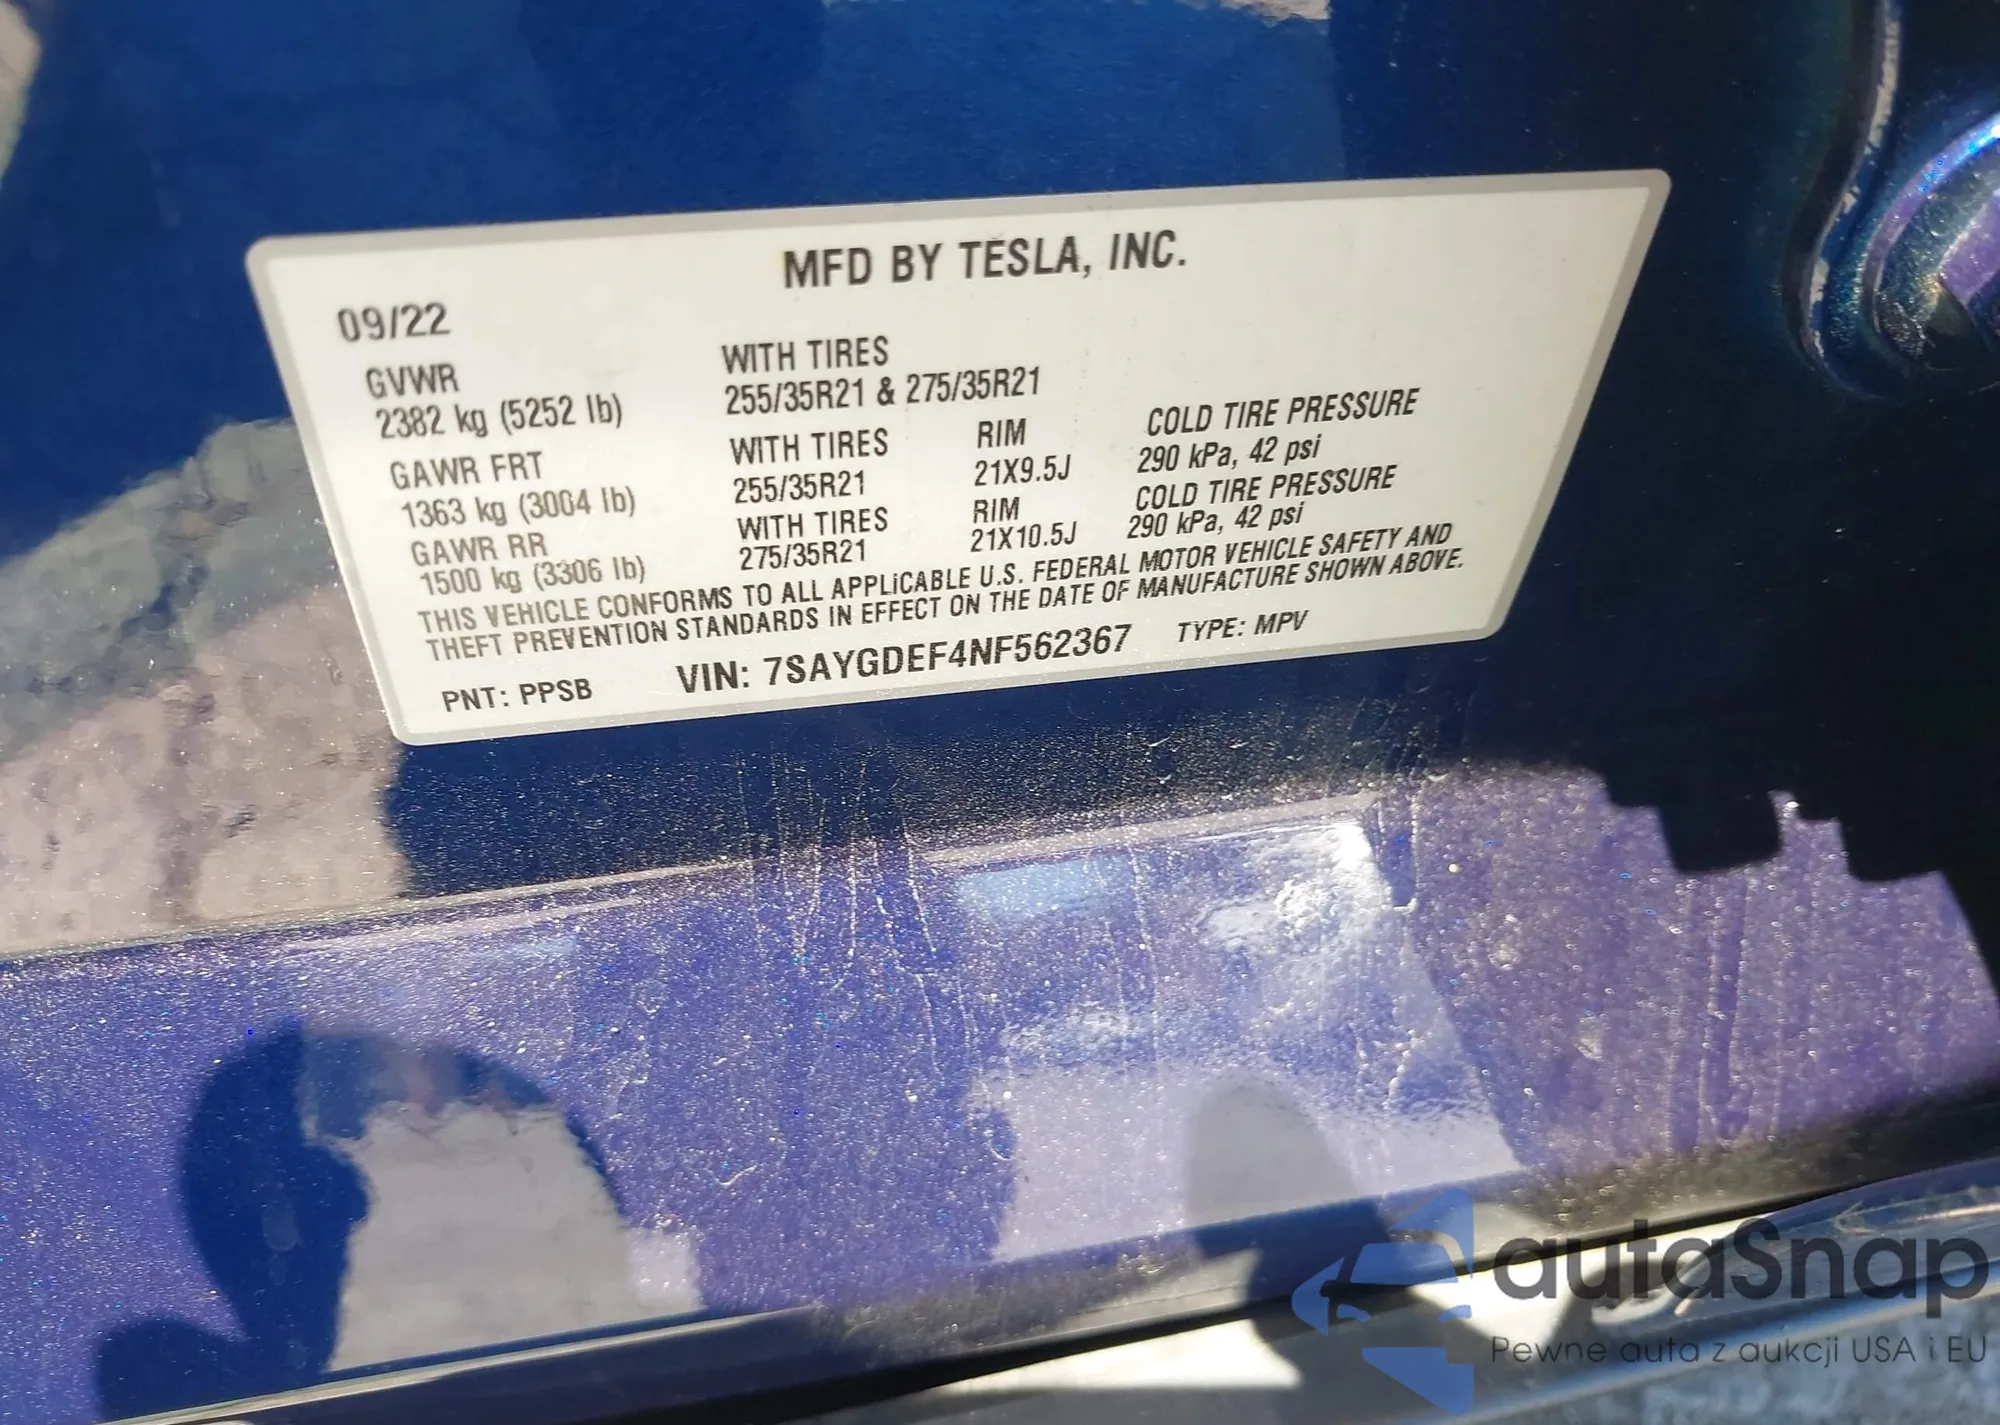 MFD BY TESLA, INC.
09/22
GVWR
2382 kg (5252 lb)
WITH TIRES
255/35R21 & 275/35R21
GAWR FRT
1363 kg (3004 lb)
WITH TIRES
255/35R21
RIM
21X9.5J
COLD TIRE PRESSURE
290 kPa, 42 psi
GAWR RR
1500 kg (3306 lb)
WITH TIRES
275/35R21
RIM
21X10.5J
COLD TIRE PRESSURE
290 kPa, 42 psi
THIS VEHICLE CONFORMS TO ALL APPLICABLE U.S. FEDERAL MOTOR VEHICLE SAFETY AND
THEFT PREVENTION STANDARDS IN EFFECT ON THE DATE OF MANUFACTURE SHOWN ABOVE.
PNT: PPSB VIN: 7SAYGDEF4NF562367 TYPE: MPV
autaSnap
Pewne auta z aukcji USA i EU